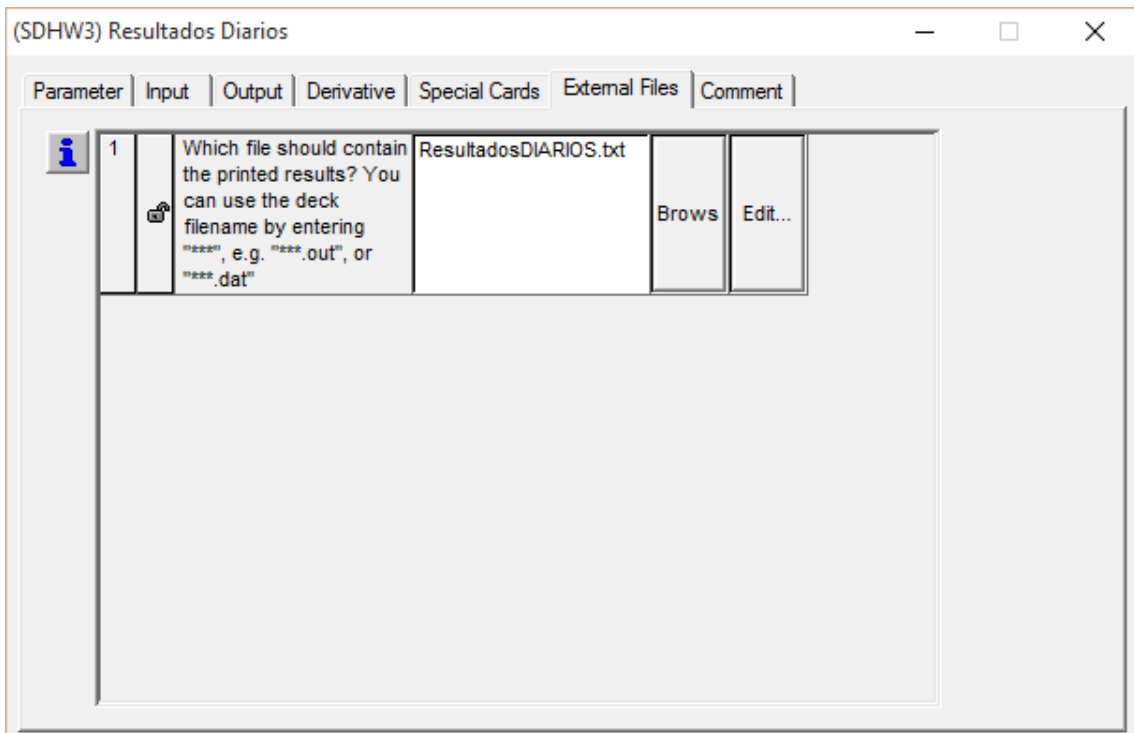 (SDHW3) Resultados Diarios
Parameter Input Output Derivative Special Cards External Files Comment
i
1
Which file should contain
the printed results? You
can use the deck
filename by entering
"***", e.g. "***.out", or
"***.dat"
ResultadosDIARIOS.txt
Brows
Edit...